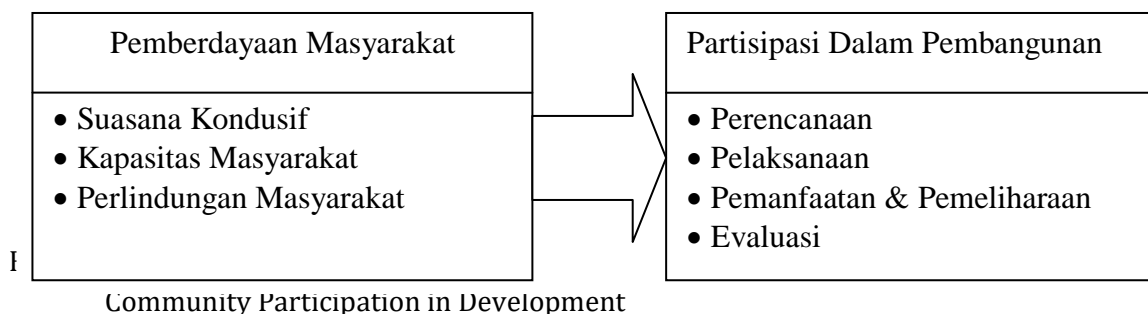 Pemberdayaan Masyarakat
• Suasana Kondusif
• Kapasitas Masyarakat
• Perlindungan Masyarakat
Partisipasi Dalam Pembangunan
• Perencanaan
• Pelaksanaan
• Pemanfaatan & Pemeliharaan
• Evaluasi
Community Participation in Development